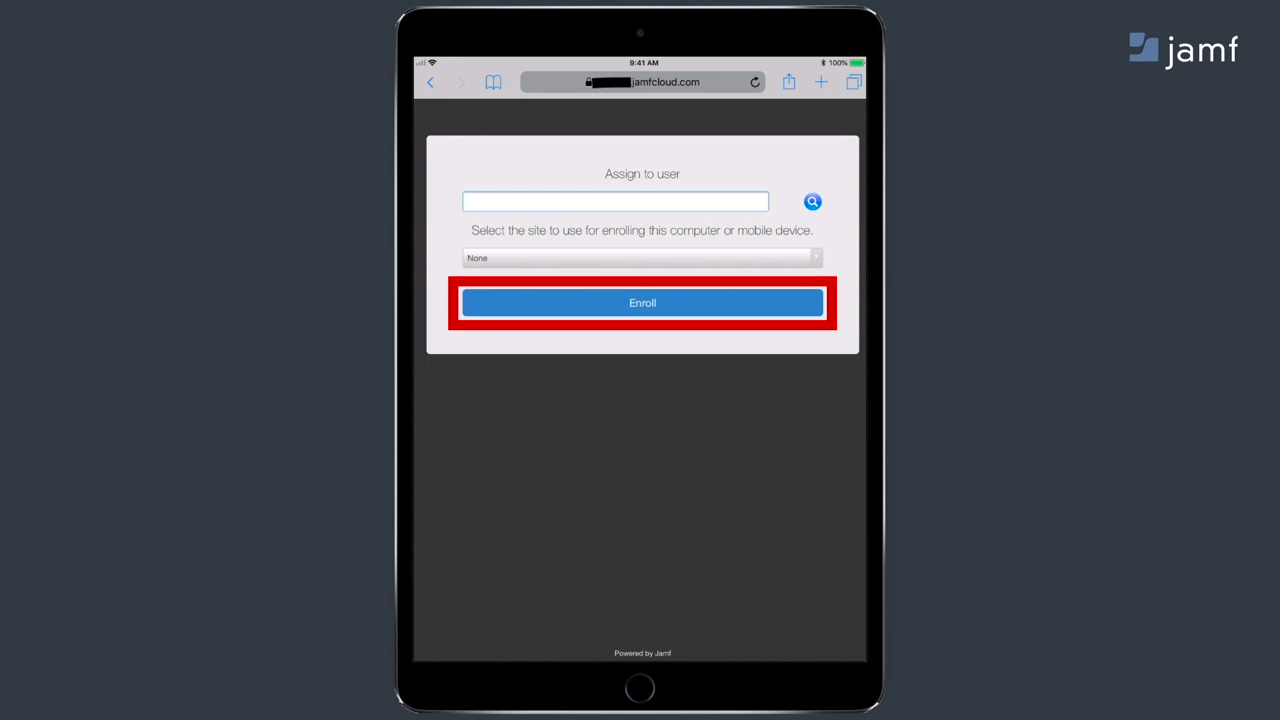 jamf
9:41 AM
100%
jamfcloud.com
Assign to user
Select the site to use for enrolling this computer or mobile device.
None
Enroll
Powered by Jamf